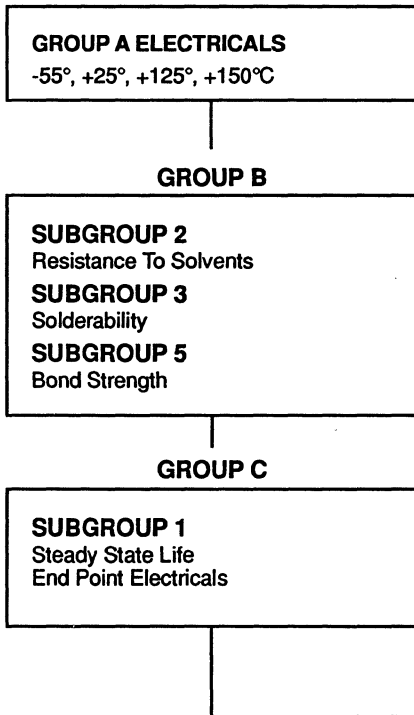 GROUP A ELECTRICALS
-55°, +25°, +125°, +150°C
GROUP B
SUBGROUP 2
Resistance To Solvents
SUBGROUP 3
Solderability
SUBGROUP 5
Bond Strength
GROUP C
SUBGROUP 1
Steady State Life
End Point Electricals